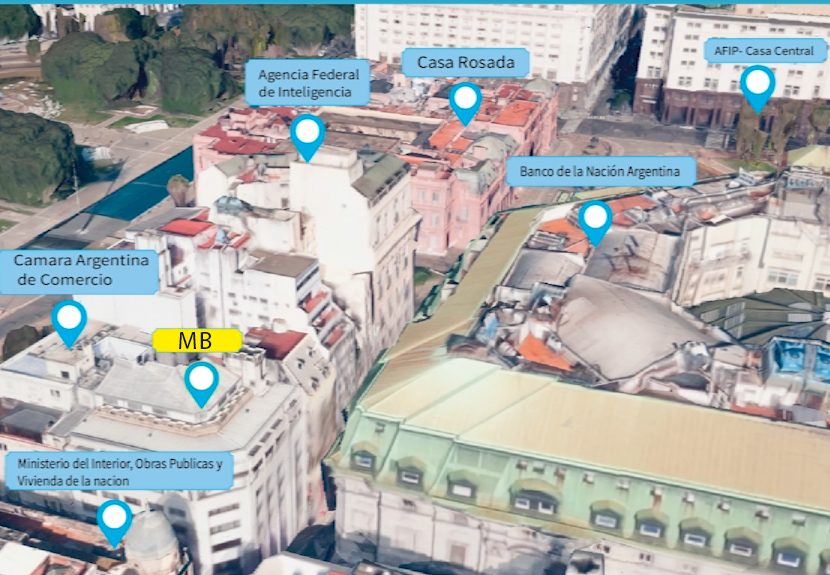 Casa Rosada
AFIP- Casa Central
Agencia Federal
de Inteligencia
Banco de la Nación Argentina
Camara Argentina
de Comercio
MB
Ministerio del Interior, Obras Publicas y
Vivienda de la nacion